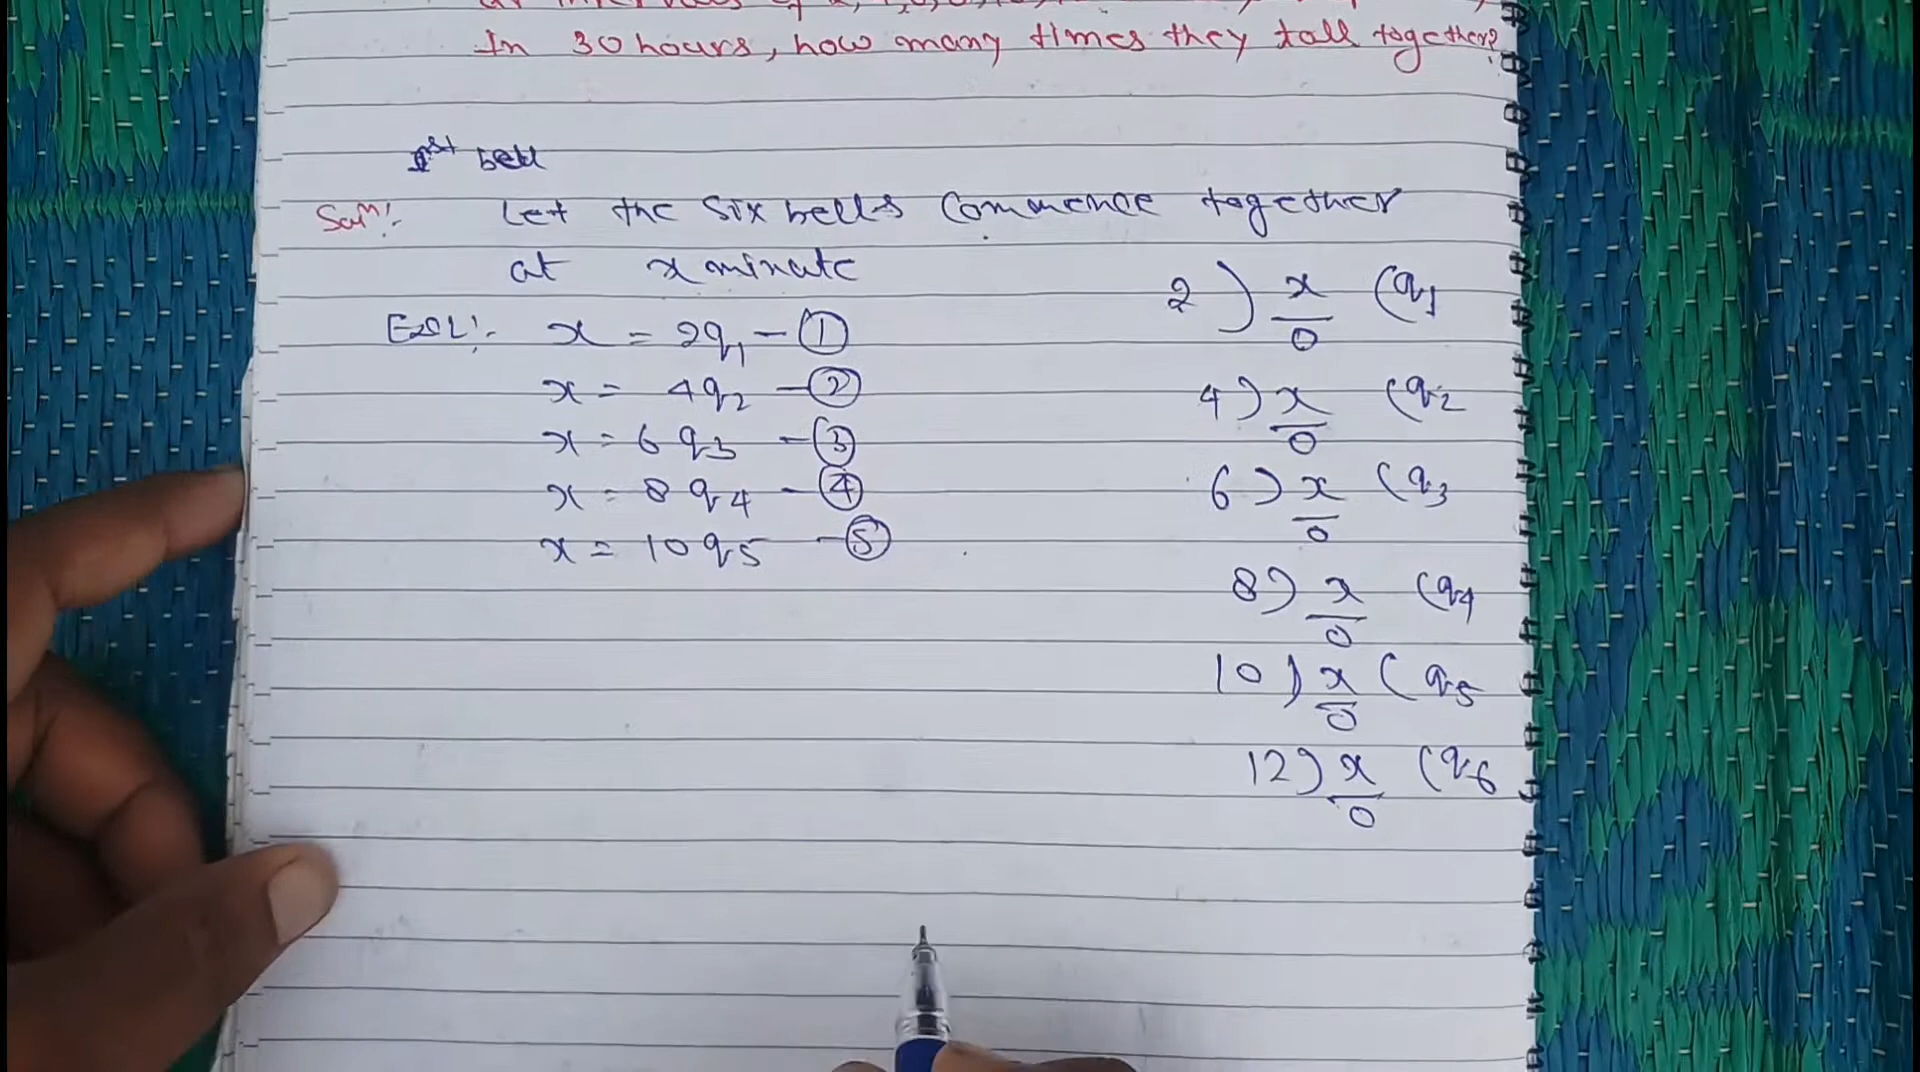 In 30 hours, how many times they toll together?
1st bell
Let the six bells Commence together
at x minute
x = 2q1 - ①
x = 4q2 - ②
x = 6q3 - ③
x = 8q4 - ④
x = 10q5 - ⑤
2) x (q1
0
4) x (q2
0
6) x (q3
0
8) x (q4
0
10) x (q5
0
12) x (q6
0